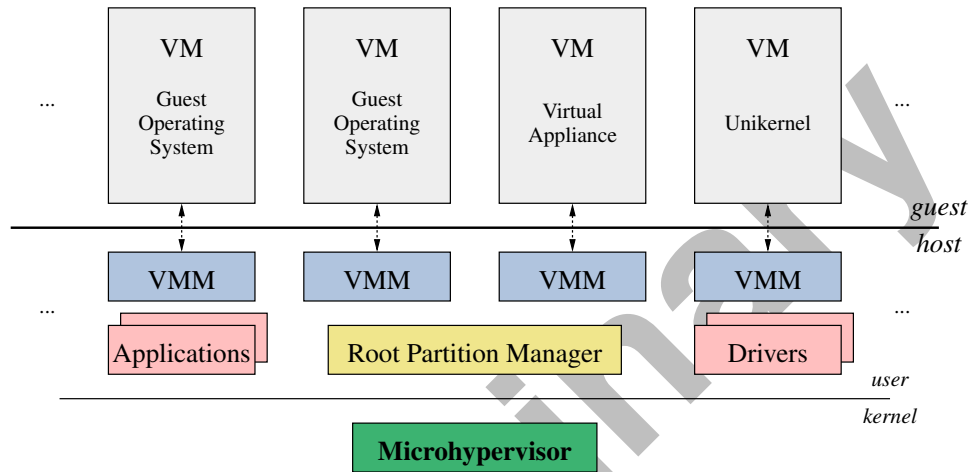 VM VM VM VM
... Guest Operating System Guest Operating System Virtual Appliance Unikernel ...
guest
host
VMM VMM VMM VMM
... ...
Applications Root Partition Manager Drivers
user
kernel
Microhypervisor